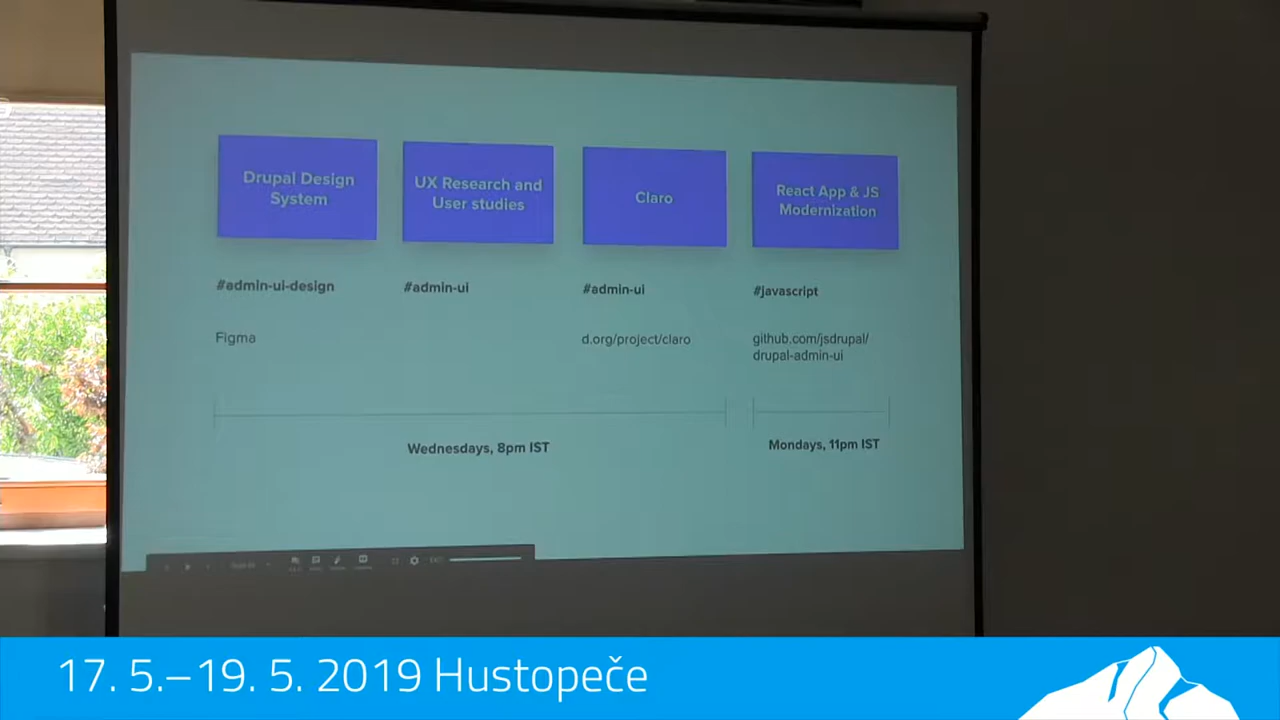 Drupal Design
System
UX Research and
User studies
Claro
React App & JS
Modernization
#admin-ui-design
#admin-ui
#admin-ui
#javascript
Figma
d.org/project/claro
github.com/jsdrupal/
drupal-admin-ui
Wednesdays, 8pm IST
Mondays, 11pm IST
17. 5.–19. 5. 2019 Hustopeče